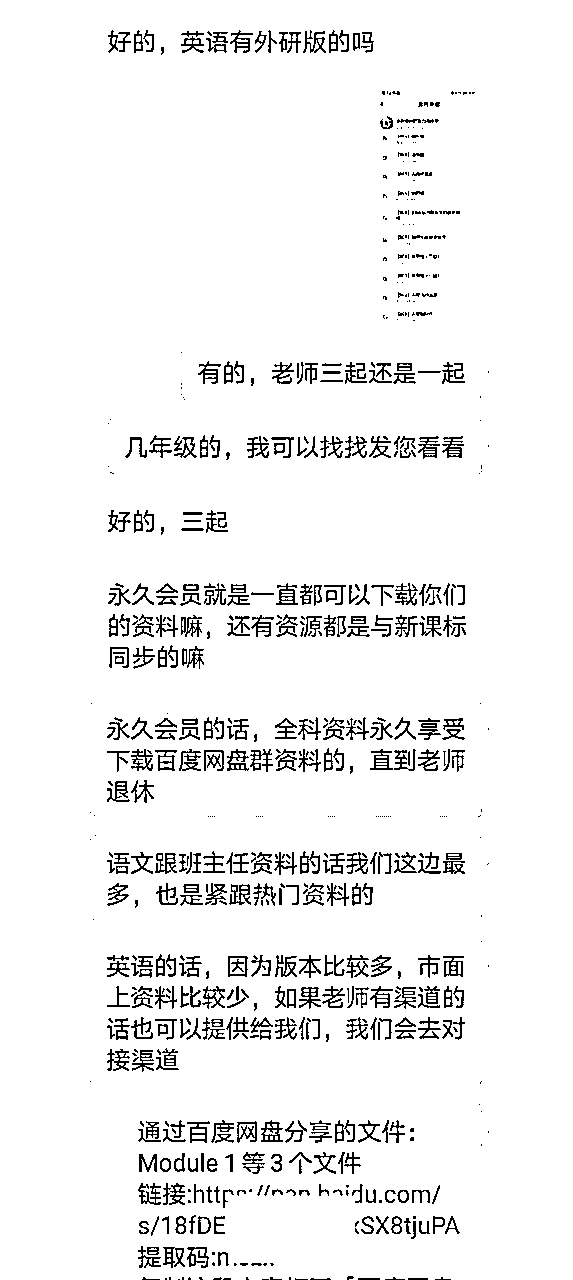 好的，英语有外研版的吗
有的，老师三起还是一起
几年级的，我可以找找发您看看
好的，三起
永久会员就是一直都可以下载你们
的资料嘛，还有资源都是与新课标
同步的嘛
永久会员的话，全科资料永久享受
下载百度网盘群资料的，直到老师
退休
语文跟班主任资料的话我们这边最
多，也是紧跟热门资料的
英语的话，因为版本比较多，市面
上资料比较少，如果老师有渠道的
话也可以提供给我们，我们会去对
接渠道
通过百度网盘分享的文件：
Module 1 等 3 个文件
链接:https://pan.baidu.com/
s/18fDE SX8tjuPA
提取码:n